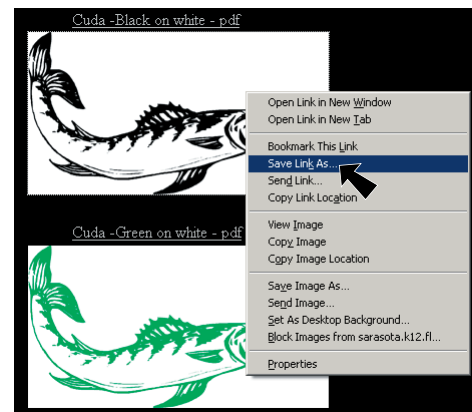 Cuda -Black on white - pdf
Open Link in New Window
Open Link in New Tab
Bookmark This Link
Save Link As...
Send Link...
Copy Link Location
Cuda -Green on white - pdf
View Image
Copy Image
Copy Image Location
Save Image As...
Send Image...
Set As Desktop Background...
Block Images from sarasota.k12.fl...
Properties